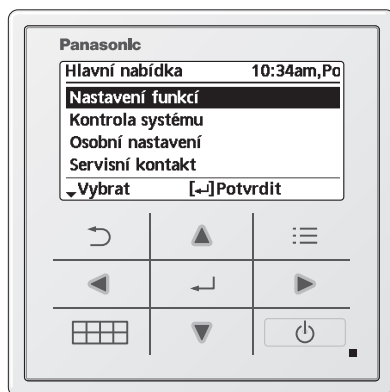 Panasonic
Hlavní nabídka 10:34am,Po
Nastavení funkcí
Kontrola systému
Osobní nastavení
Servisní kontakt
Vybrat [↵]Potvrdit